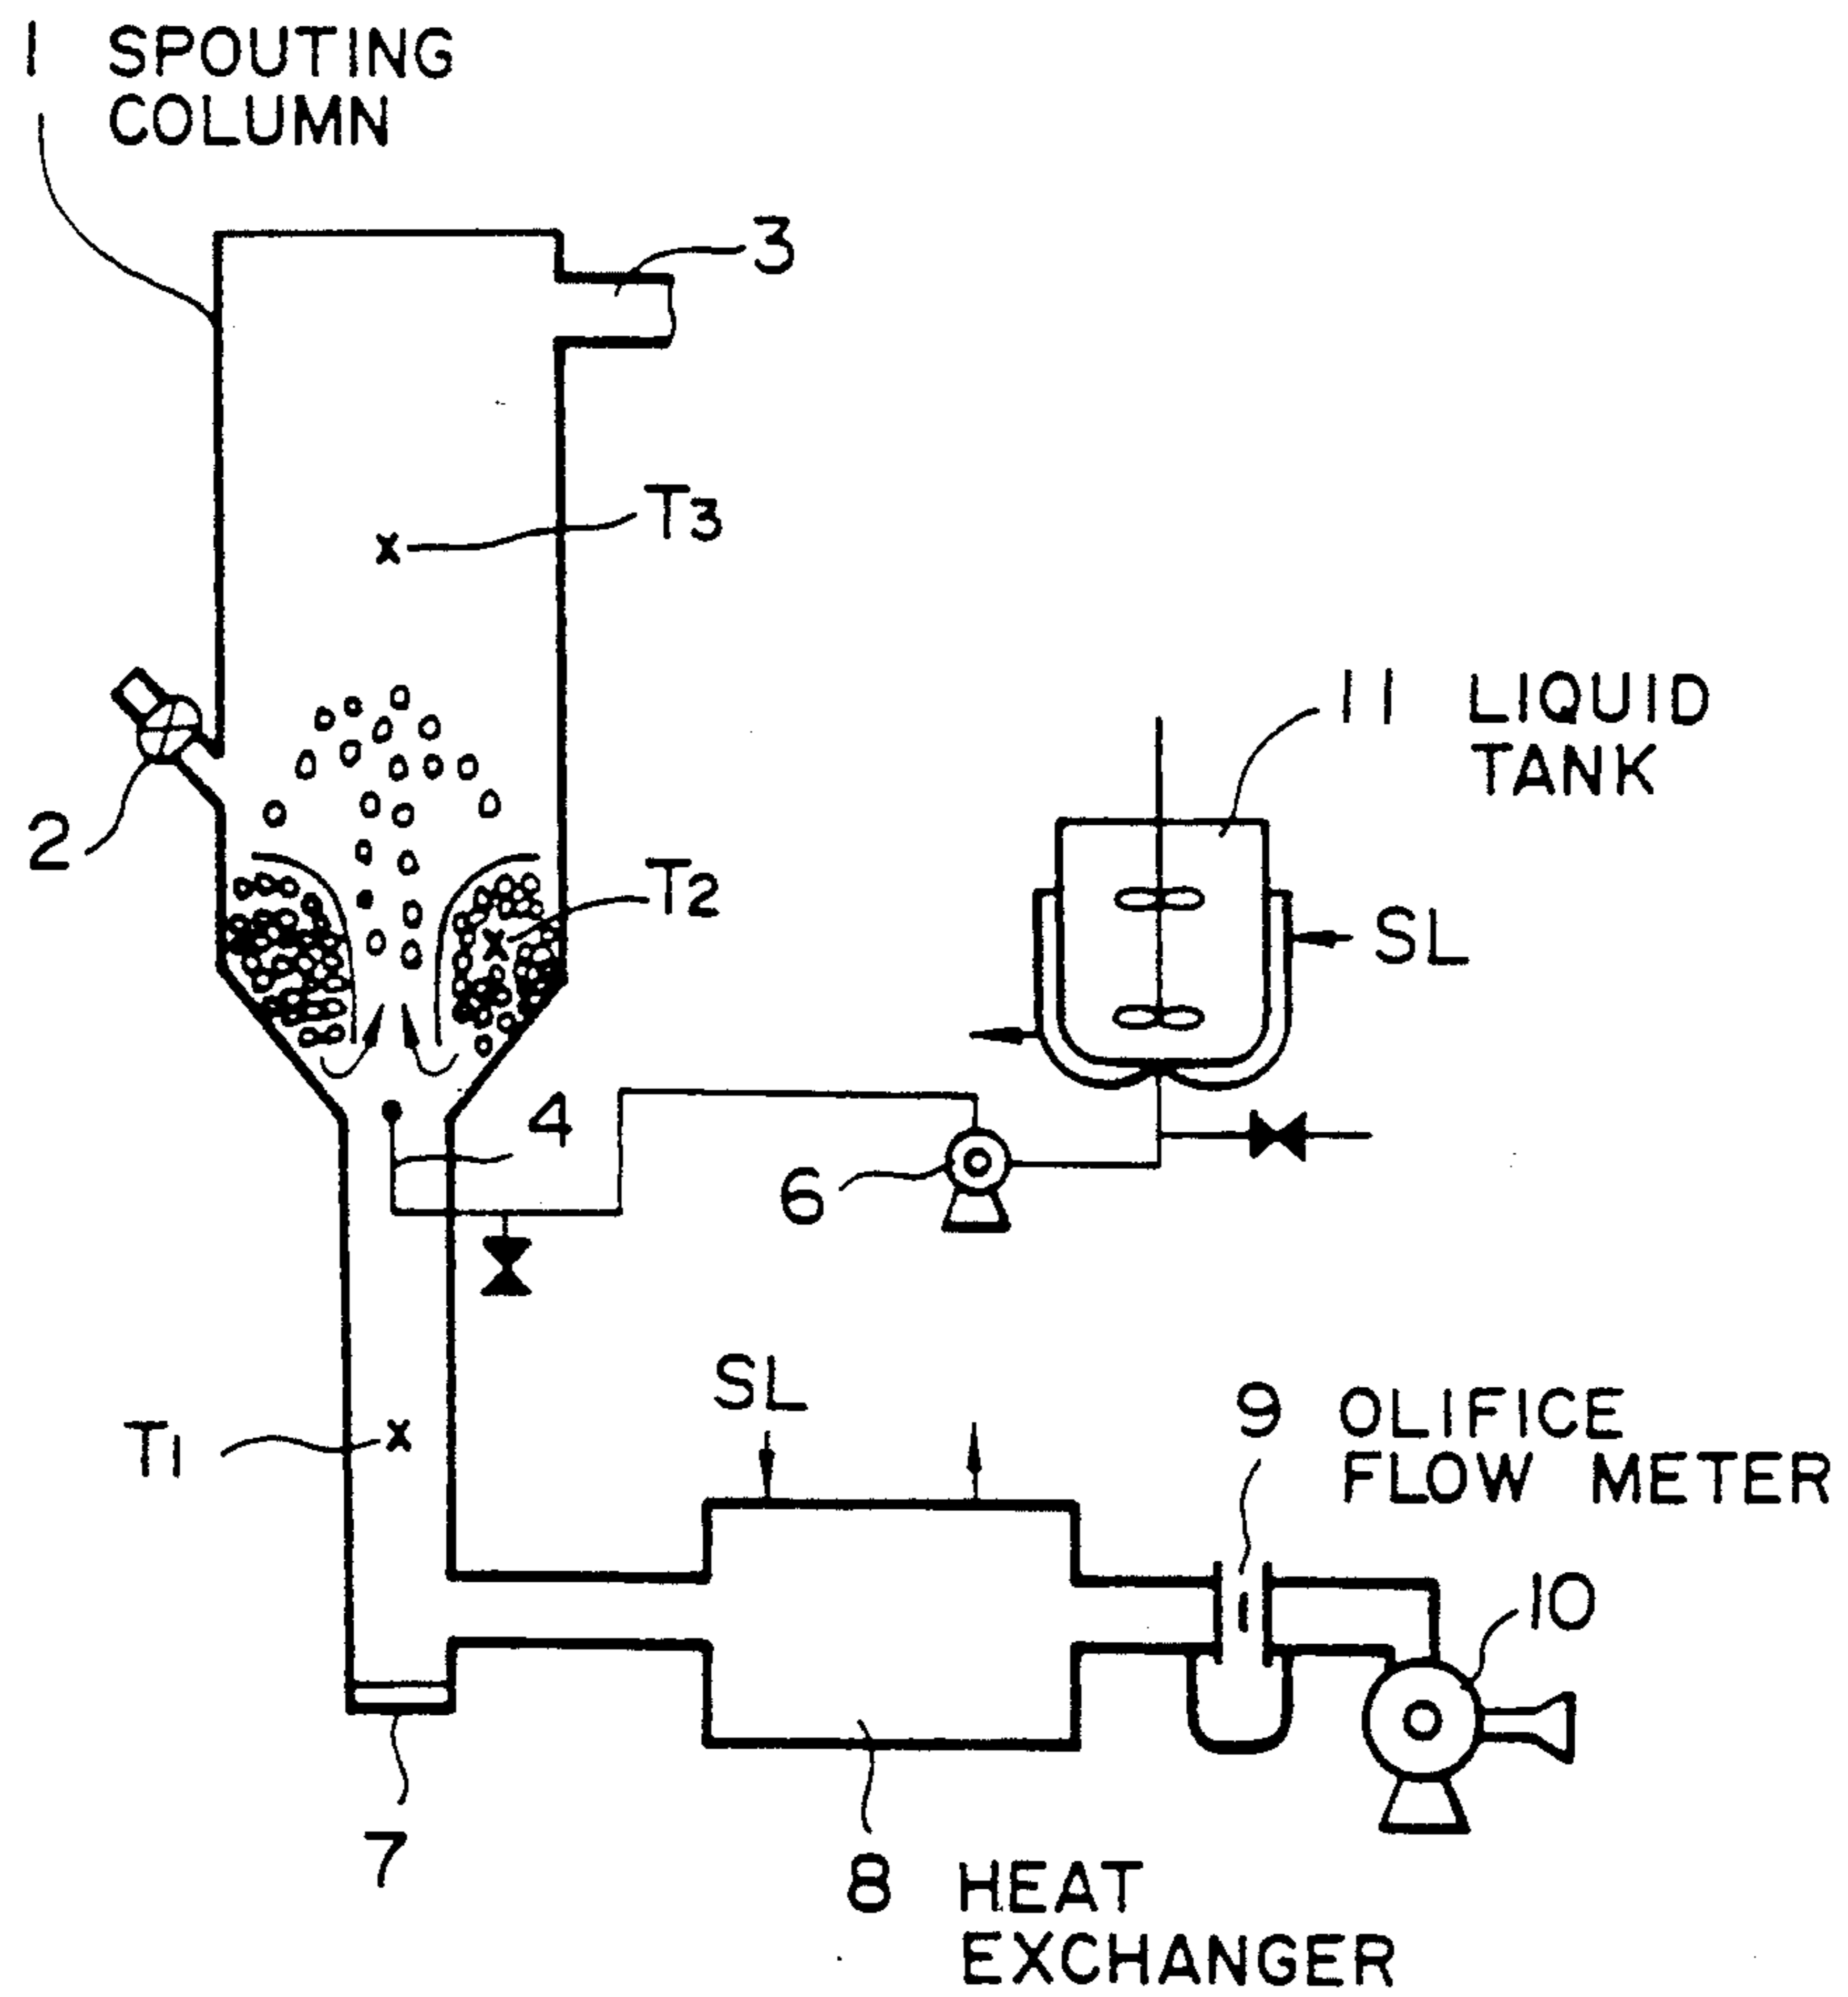 1 SPOUTING
COLUMN
3
T3
2
11 LIQUID
TANK
T2
SL
4
6
SL
T1
9 OLIFICE
FLOW METER
10
7
8 HEAT
EXCHANGER